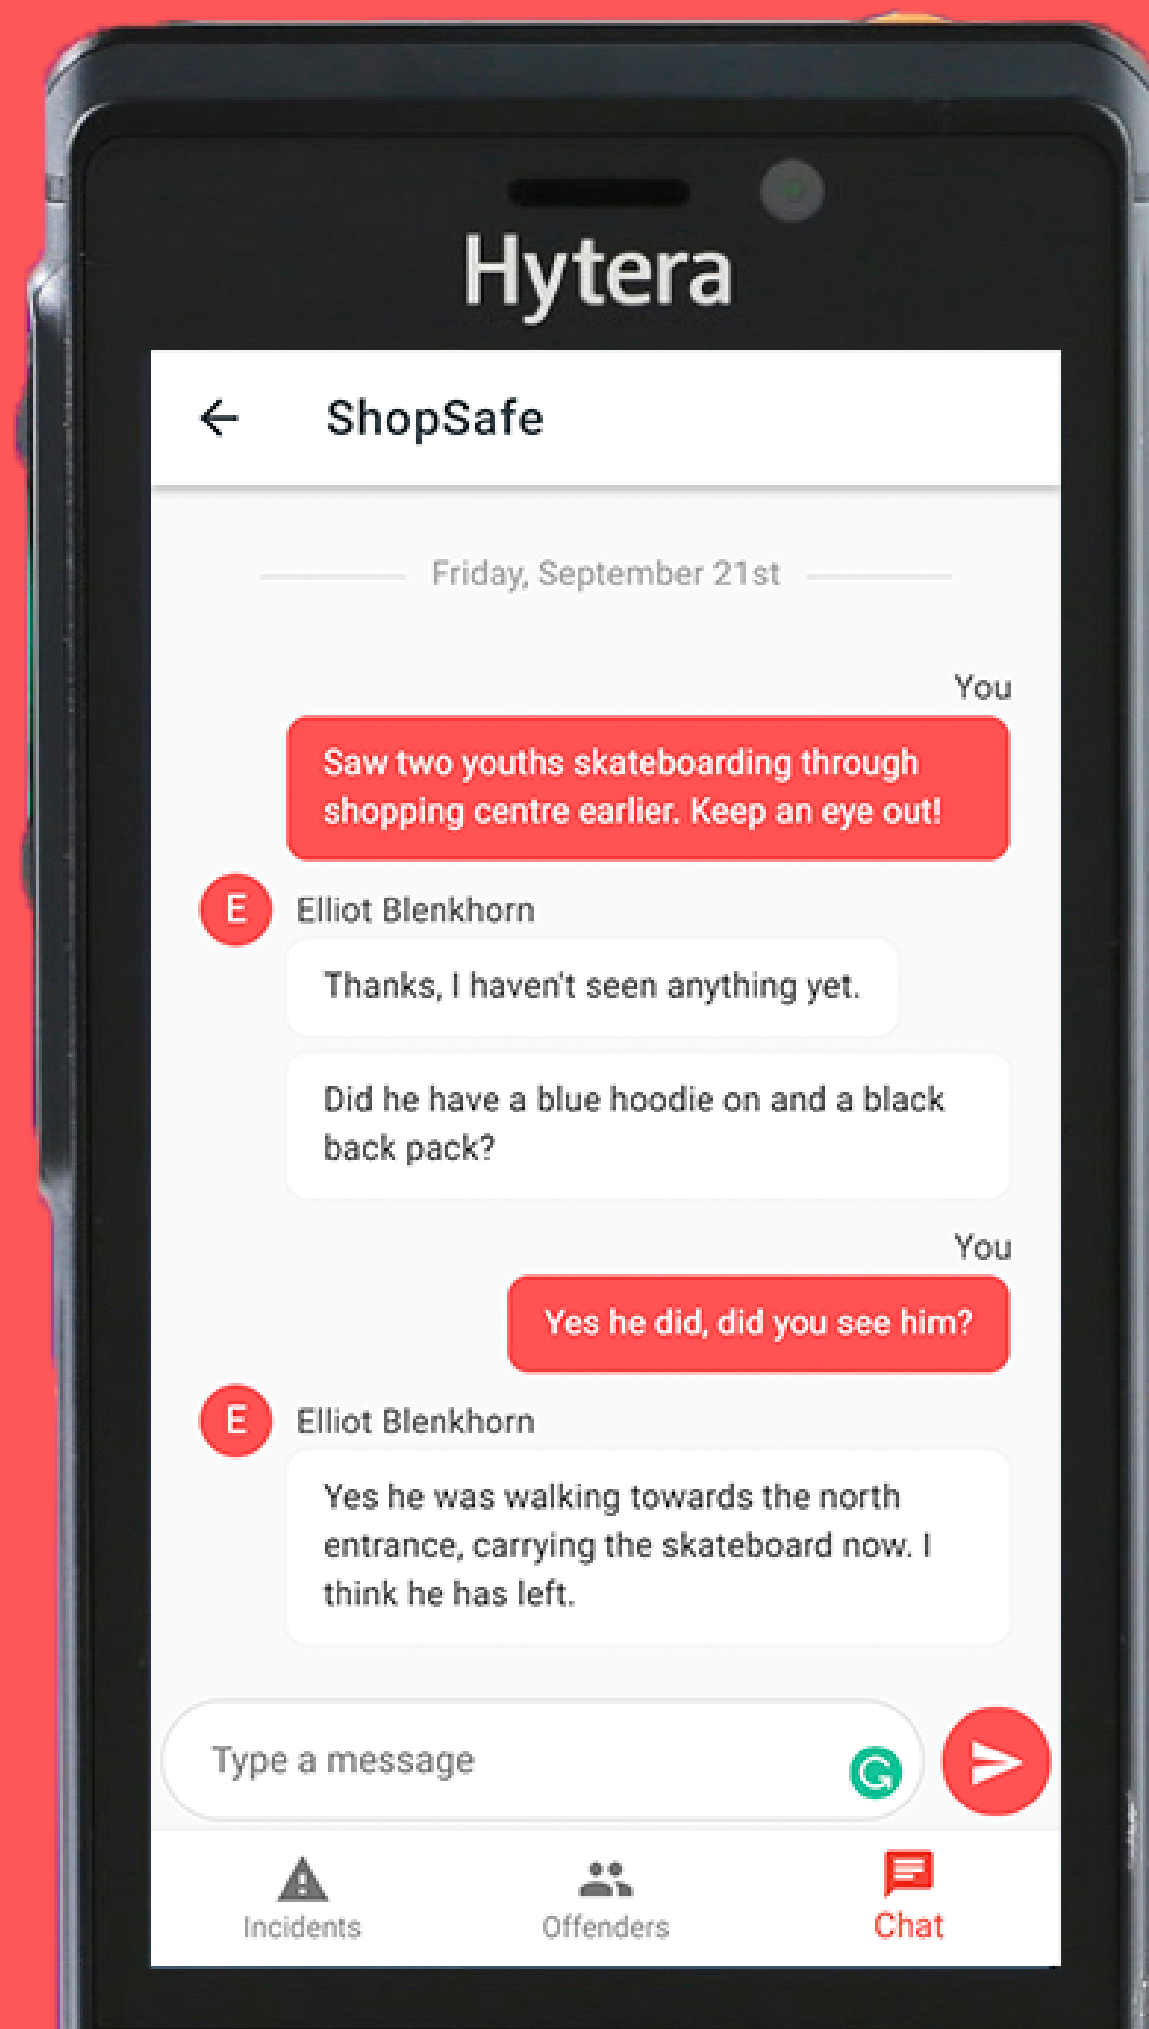 Hytera
ShopSafe
Friday, September 21st
You
Saw two youths skateboarding through
shopping centre earlier. Keep an eye out!
E
Elliot Blenkhorn
Thanks, I haven't seen anything yet.
Did he have a blue hoodie on and a black
back pack?
You
Yes he did, did you see him?
E
Elliot Blenkhorn
Yes he was walking towards the north
entrance, carrying the skateboard now. I
think he has left.
Type a message
Incidents
Offenders
Chat